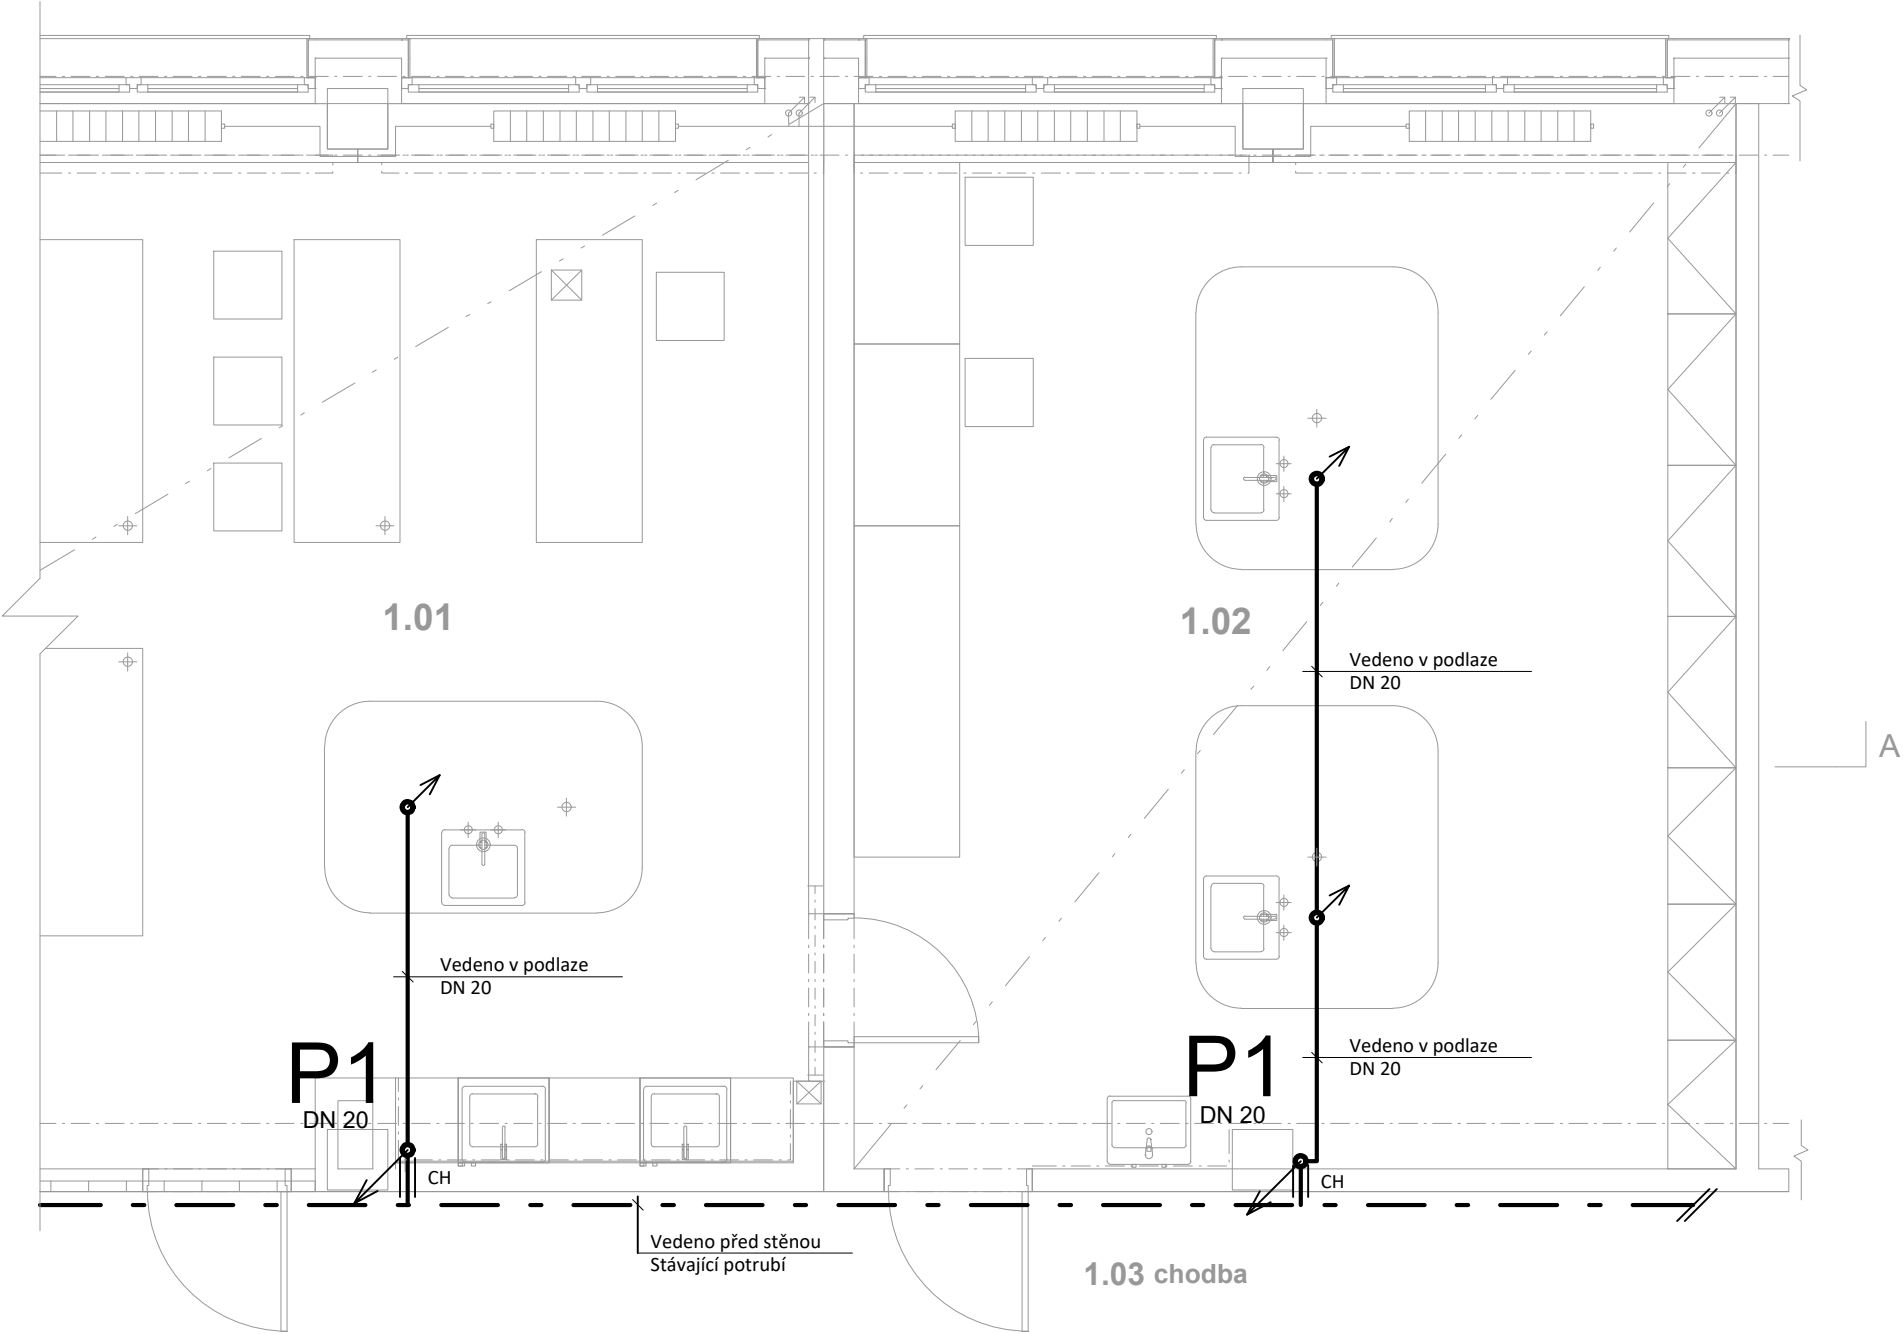 1.01
1.02
Vedeno v podlaze
DN 20
A
Vedeno v podlaze
DN 20
P1
DN 20
P1
DN 20
Vedeno v podlaze
DN 20
CH
CH
Vedeno před stěnou
Stávající potrubí
1.03 chodba